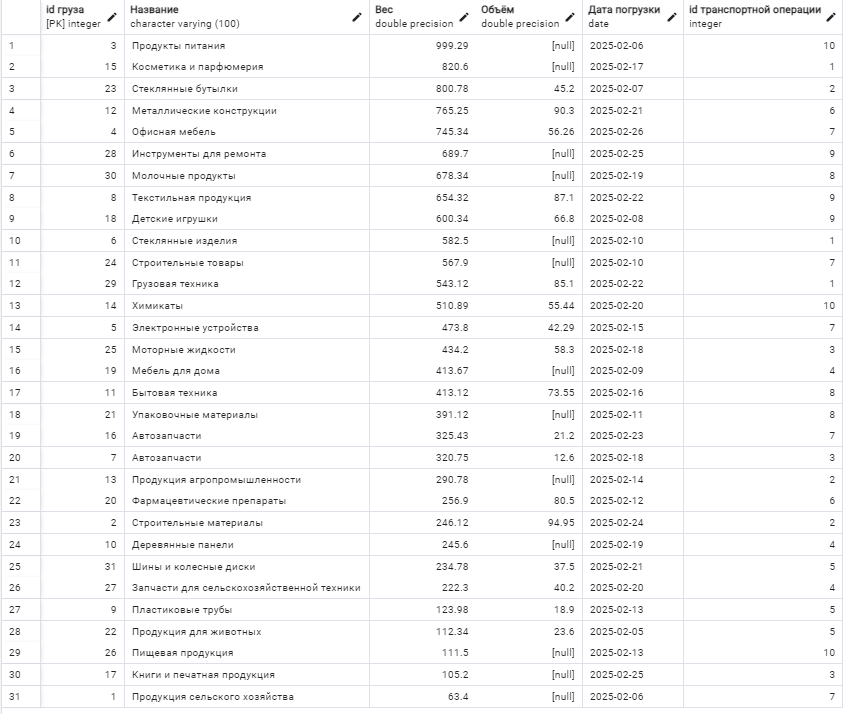 id груза Название Вес Объём Дата погрузки id транспортной операции
[PK] integer character varying (100) double precision double precision date integer
1 3 Продукты питания 999.29 [null] 2025-02-06 10
2 15 Косметика и парфюмерия 820.6 [null] 2025-02-17 1
3 23 Стеклянные бутылки 800.78 45.2 2025-02-07 2
4 12 Металлические конструкции 765.25 90.3 2025-02-21 6
5 4 Офисная мебель 745.34 56.26 2025-02-26 7
6 28 Инструменты для ремонта 689.7 [null] 2025-02-25 9
7 30 Молочные продукты 678.34 [null] 2025-02-19 8
8 8 Текстильная продукция 654.32 87.1 2025-02-22 9
9 18 Детские игрушки 600.34 66.8 2025-02-08 9
10 6 Стеклянные изделия 582.5 [null] 2025-02-10 1
11 24 Строительные товары 567.9 [null] 2025-02-10 7
12 29 Грузовая техника 543.12 85.1 2025-02-22 1
13 14 Химикаты 510.89 55.44 2025-02-20 10
14 5 Электронные устройства 473.8 42.29 2025-02-15 7
15 25 Моторные жидкости 434.2 58.3 2025-02-18 3
16 19 Мебель для дома 413.67 [null] 2025-02-09 4
17 11 Бытовая техника 413.12 73.55 2025-02-16 8
18 21 Упаковочные материалы 391.12 [null] 2025-02-11 8
19 16 Автозапчасти 325.43 21.2 2025-02-23 7
20 7 Автозапчасти 320.75 12.6 2025-02-18 3
21 13 Продукция агропромышленности 290.78 [null] 2025-02-14 2
22 20 Фармацевтические препараты 256.9 80.5 2025-02-12 6
23 2 Строительные материалы 246.12 94.95 2025-02-24 2
24 10 Деревянные панели 245.6 [null] 2025-02-19 4
25 31 Шины и колесные диски 234.78 37.5 2025-02-21 5
26 27 Запчасти для сельскохозяйственной техники 222.3 40.2 2025-02-20 4
27 9 Пластиковые трубы 123.98 18.9 2025-02-13 5
28 22 Продукция для животных 112.34 23.6 2025-02-05 5
29 26 Пищевая продукция 111.5 [null] 2025-02-13 10
30 17 Книги и печатная продукция 105.2 [null] 2025-02-25 3
31 1 Продукция сельского хозяйства 63.4 [null] 2025-02-06 7